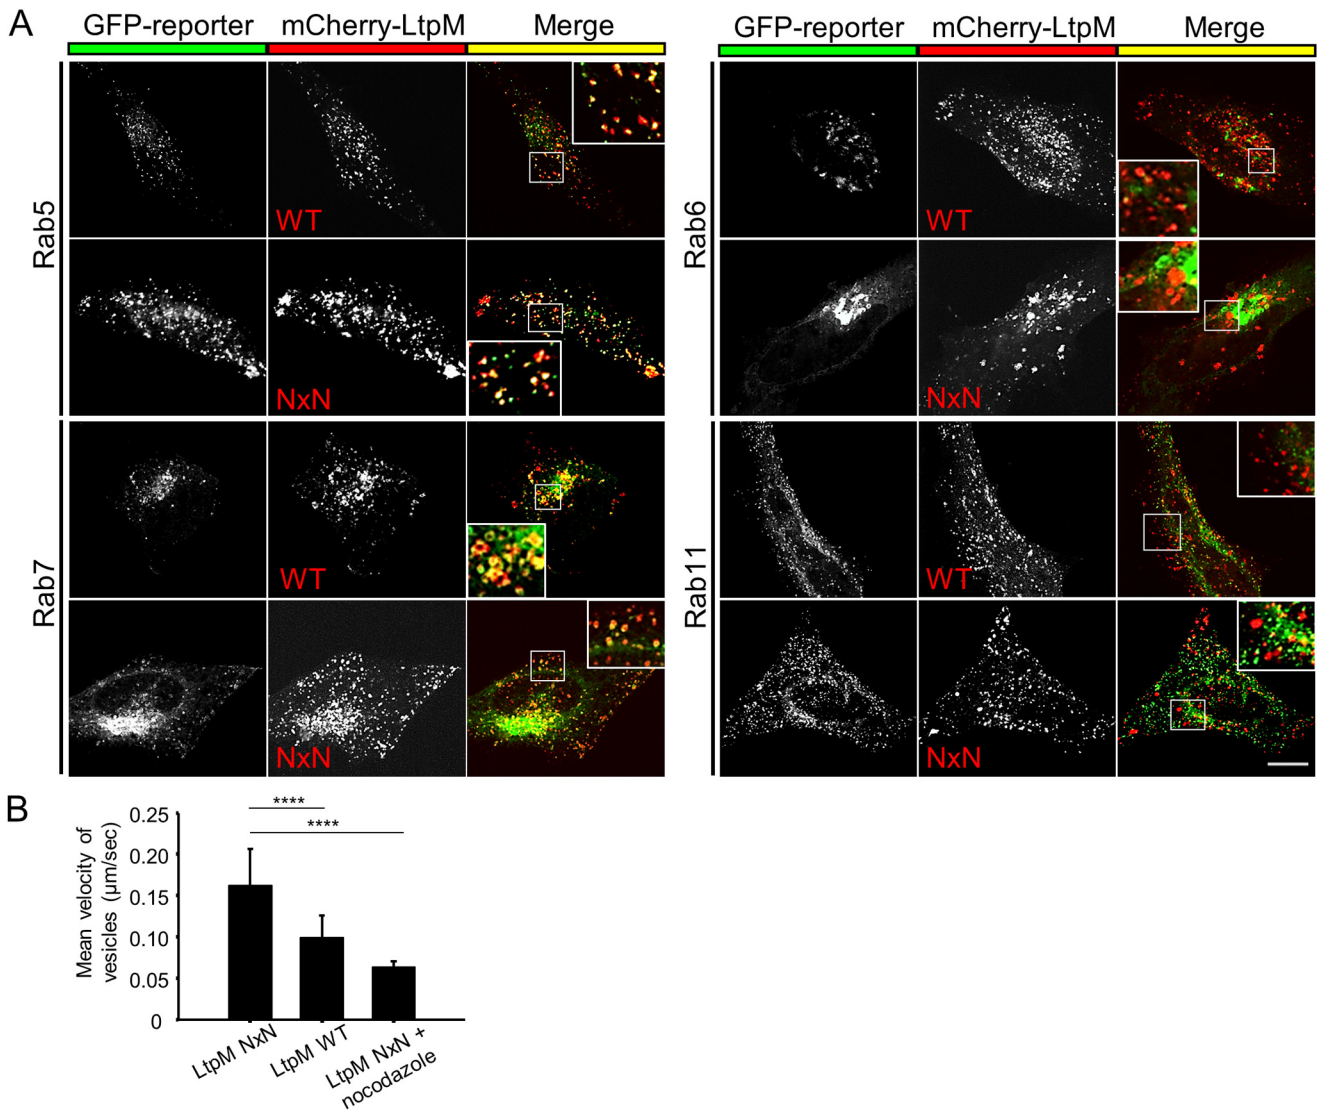 A
GFP-reporter mCherry-LtpM Merge
Rab5
WT
NxN
Rab7
WT
NxN
GFP-reporter mCherry-LtpM Merge
Rab6
WT
NxN
Rab11
WT
NxN
B
Mean velocity of
vesicles (µm/sec)
0.25
0.20
0.15
0.10
0.05
0
****
****
LtpM NxN
LtpM WT
LtpM NxN +
nocodazole